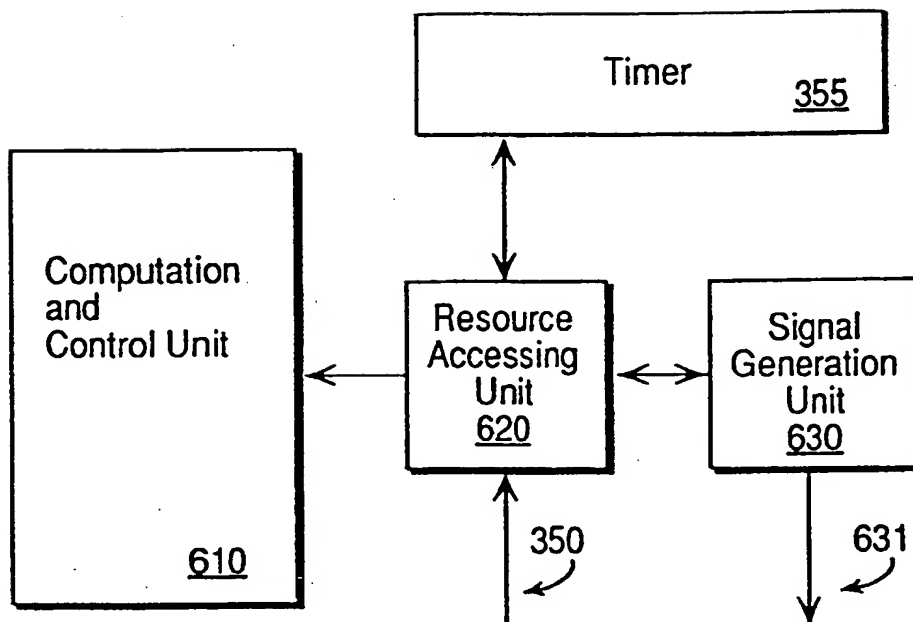 Timer
355
Computation
and
Control Unit
610
Resource
Accessing
Unit
620
Signal
Generation
Unit
630
350
631